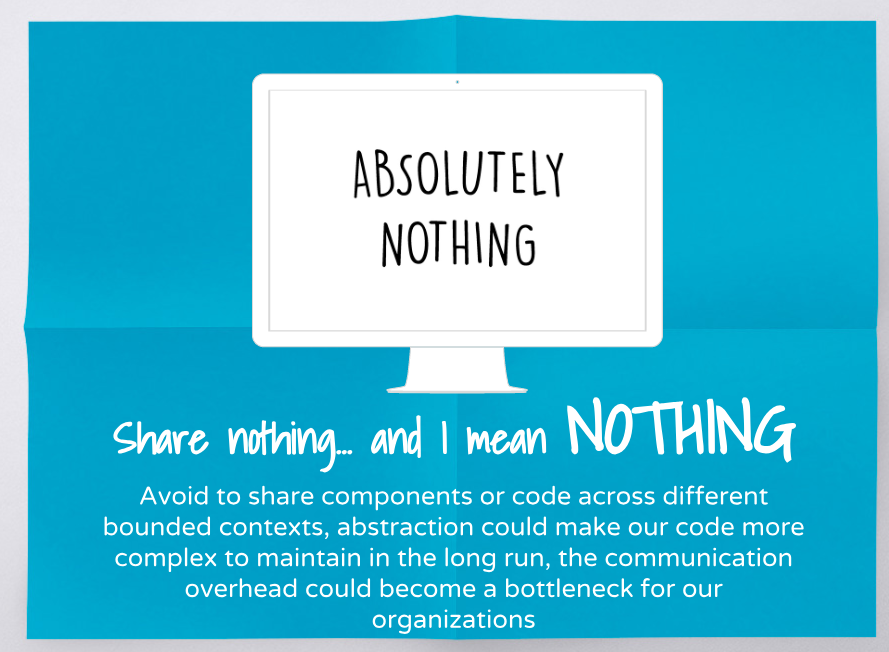 ABSOLUTELY
NOTHING
Share nothing... and I mean NOTHING
Avoid to share components or code across different
bounded contexts, abstraction could make our code more
complex to maintain in the long run, the communication
overhead could become a bottleneck for our
organizations